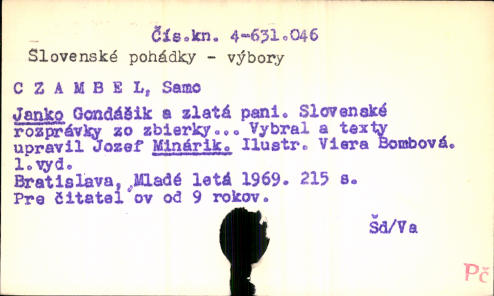 Čís.kn. 4-631.046
Slovenské pohádky - výbory
C Z A M B E L, Samo
Janko Gondášik a zlatá pani. Slovenské
rozprávky zo zbierky... Vybral a texty
upravil Jozef Minárik. Ilustr. Viera Bombová.
1.vyd.
Bratislava, Mladé letá 1969. 215 s.
Pre čitateľov od 9 rokov.
Šd/Va
Pč